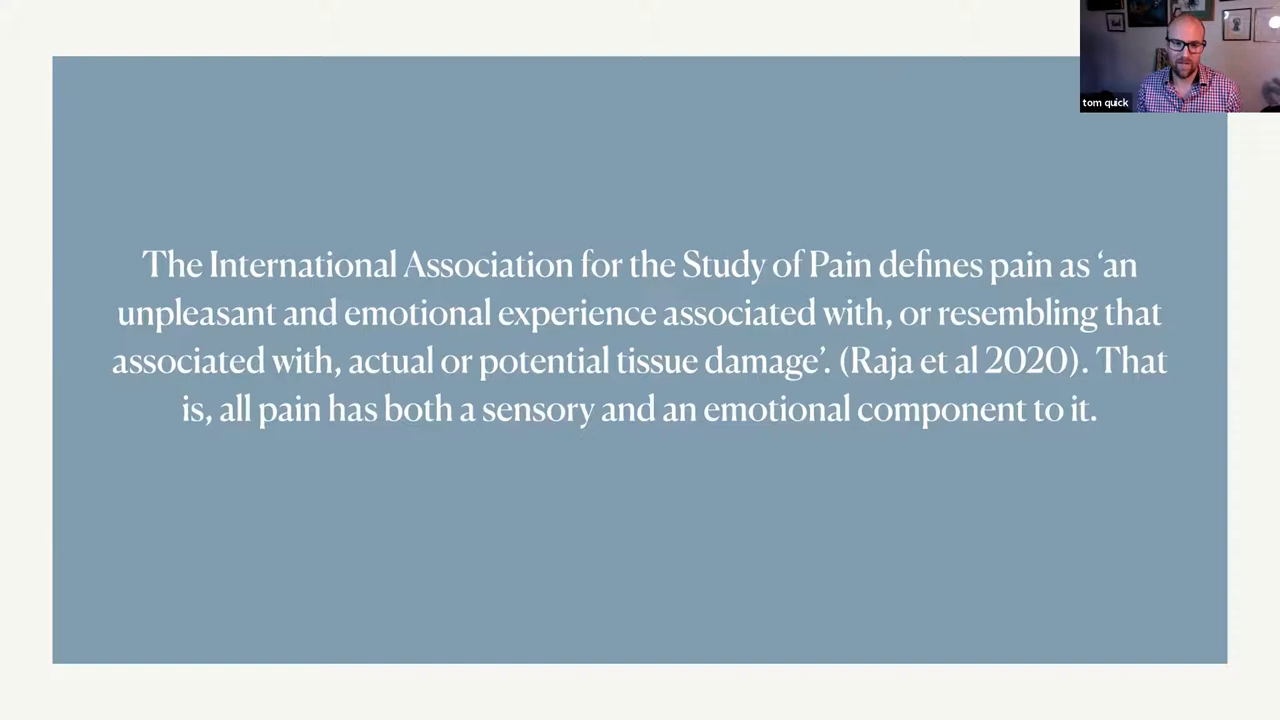 The International Association for the Study of Pain defines pain as ‘an
unpleasant and emotional experience associated with, or resembling that
associated with, actual or potential tissue damage’. (Raja et al 2020). That
is, all pain has both a sensory and an emotional component to it.
tom quick